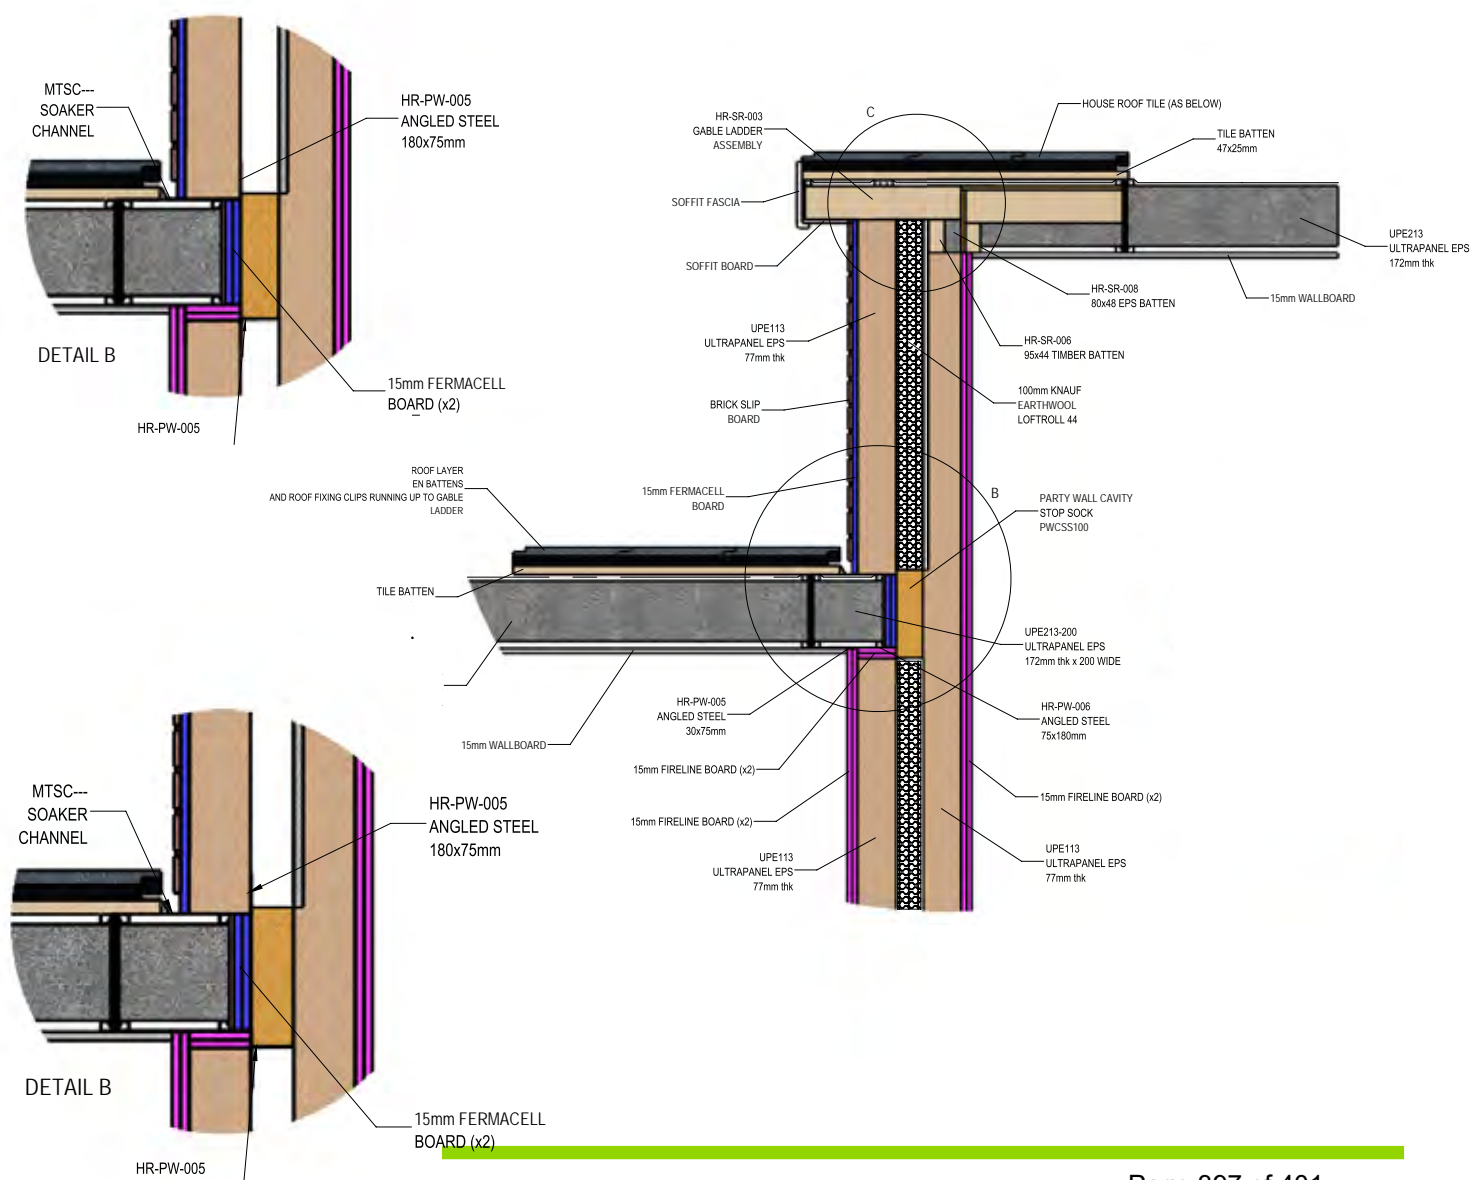 MTSC---
SOAKER
CHANNEL
HR-PW-005
ANGLED STEEL
180x75mm
DETAIL B
15mm FERMACELL
BOARD (x2)
HR-PW-005
HR-SR-003
GABLE LADDER
ASSEMBLY
C
HOUSE ROOF TILE (AS BELOW)
TILE BATTEN
47x25mm
SOFFIT FASCIA
SOFFIT BOARD
UPE213
ULTRAPANEL EPS
172mm thk
HR-SR-008
80x48 EPS BATTEN
15mm WALLBOARD
UPE113
ULTRAPANEL EPS
77mm thk
HR-SR-006
95x44 TIMBER BATTEN
100mm KNAUF
EARTHWOOL
LOFTROLL 44
BRICK SLIP
BOARD
ROOF LAYER
EN BATTENS
AND ROOF FIXING CLIPS RUNNING UP TO GABLE
LADDER
15mm FERMACELL
BOARD
B
PARTY WALL CAVITY
STOP SOCK
PWCSS100
TILE BATTEN
UPE213-200
ULTRAPANEL EPS
172mm thk x 200 WIDE
HR-PW-005
ANGLED STEEL
30x75mm
HR-PW-006
ANGLED STEEL
75x180mm
15mm WALLBOARD
15mm FIRELINE BOARD (x2)
15mm FIRELINE BOARD (x2)
15mm FIRELINE BOARD (x2)
UPE113
ULTRAPANEL EPS
77mm thk
UPE113
ULTRAPANEL EPS
77mm thk
MTSC---
SOAKER
CHANNEL
HR-PW-005
ANGLED STEEL
180x75mm
DETAIL B
15mm FERMACELL
BOARD (x2)
HR-PW-005
of